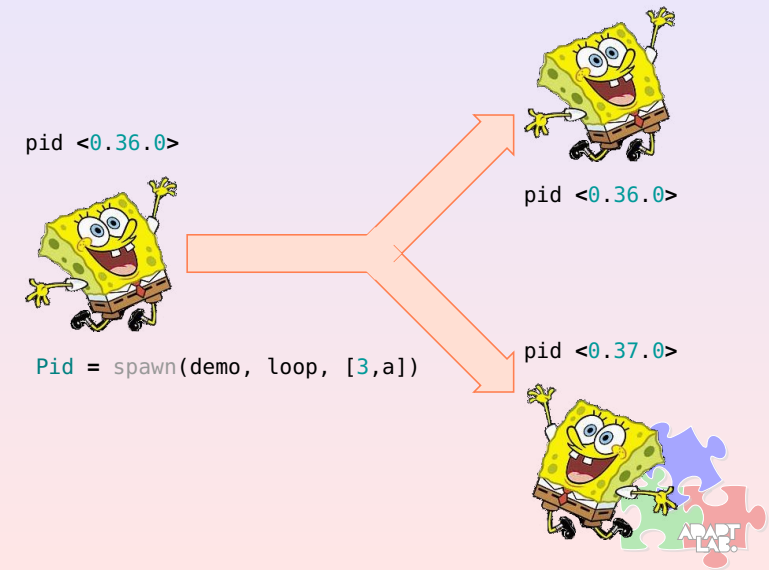 pid <0.36.0>
pid <0.36.0>
Pid = spawn(demo, loop, [3,a])
pid <0.37.0>
ADAPT
LAB.